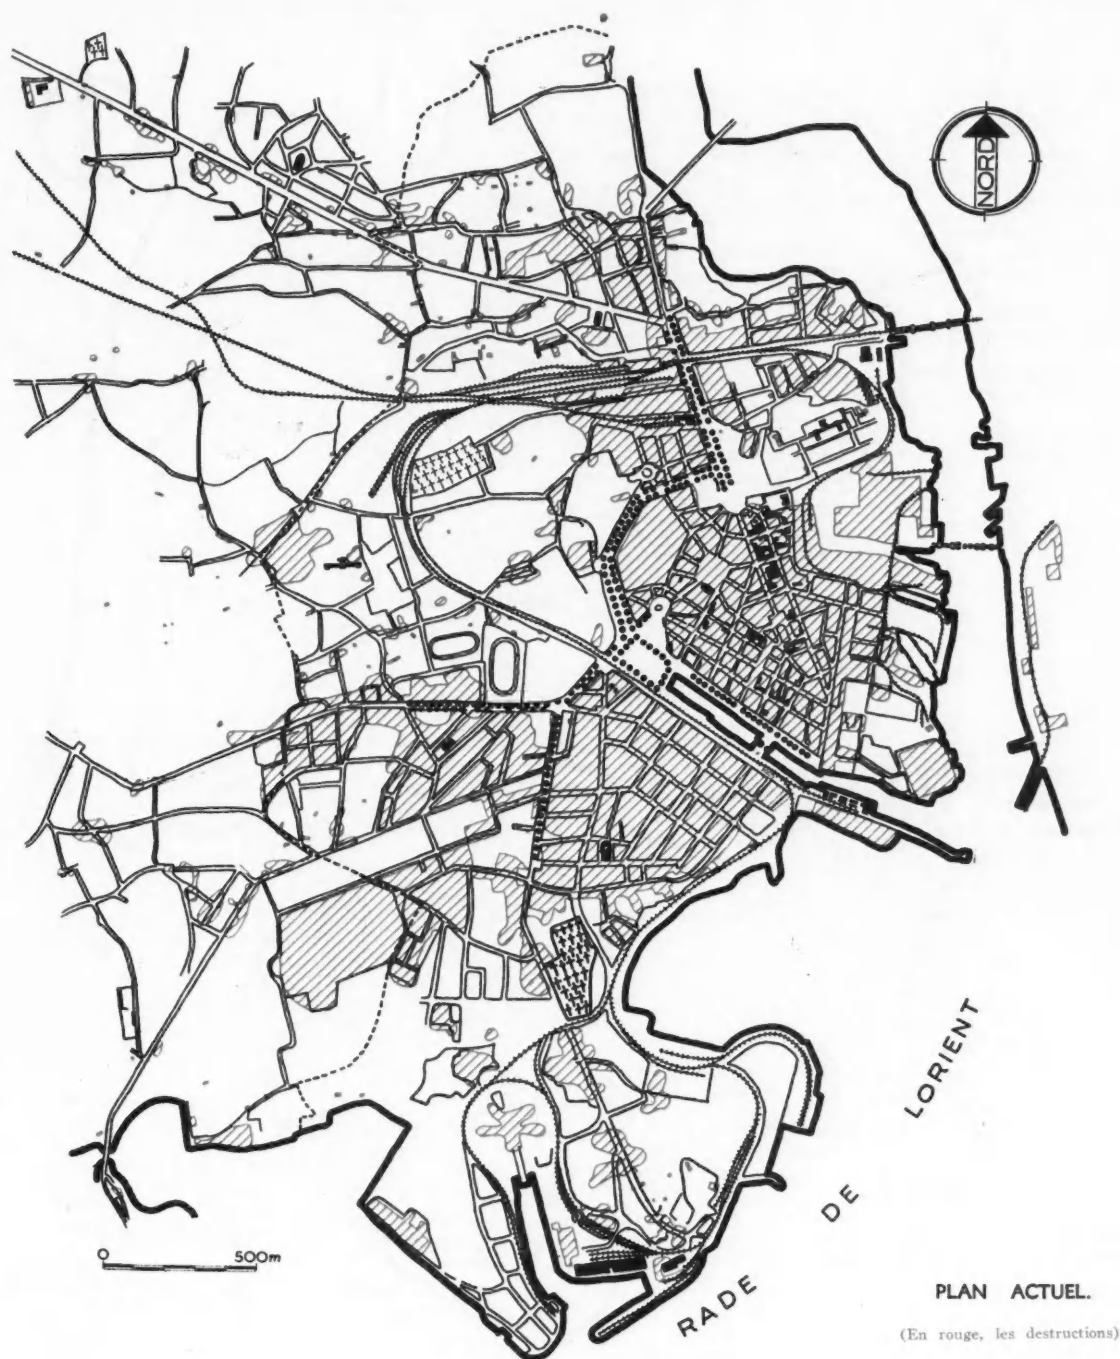 NORD
LORIENT
DE
RADE
0 500m
PLAN ACTUEL.
(En rouge, les destructions)